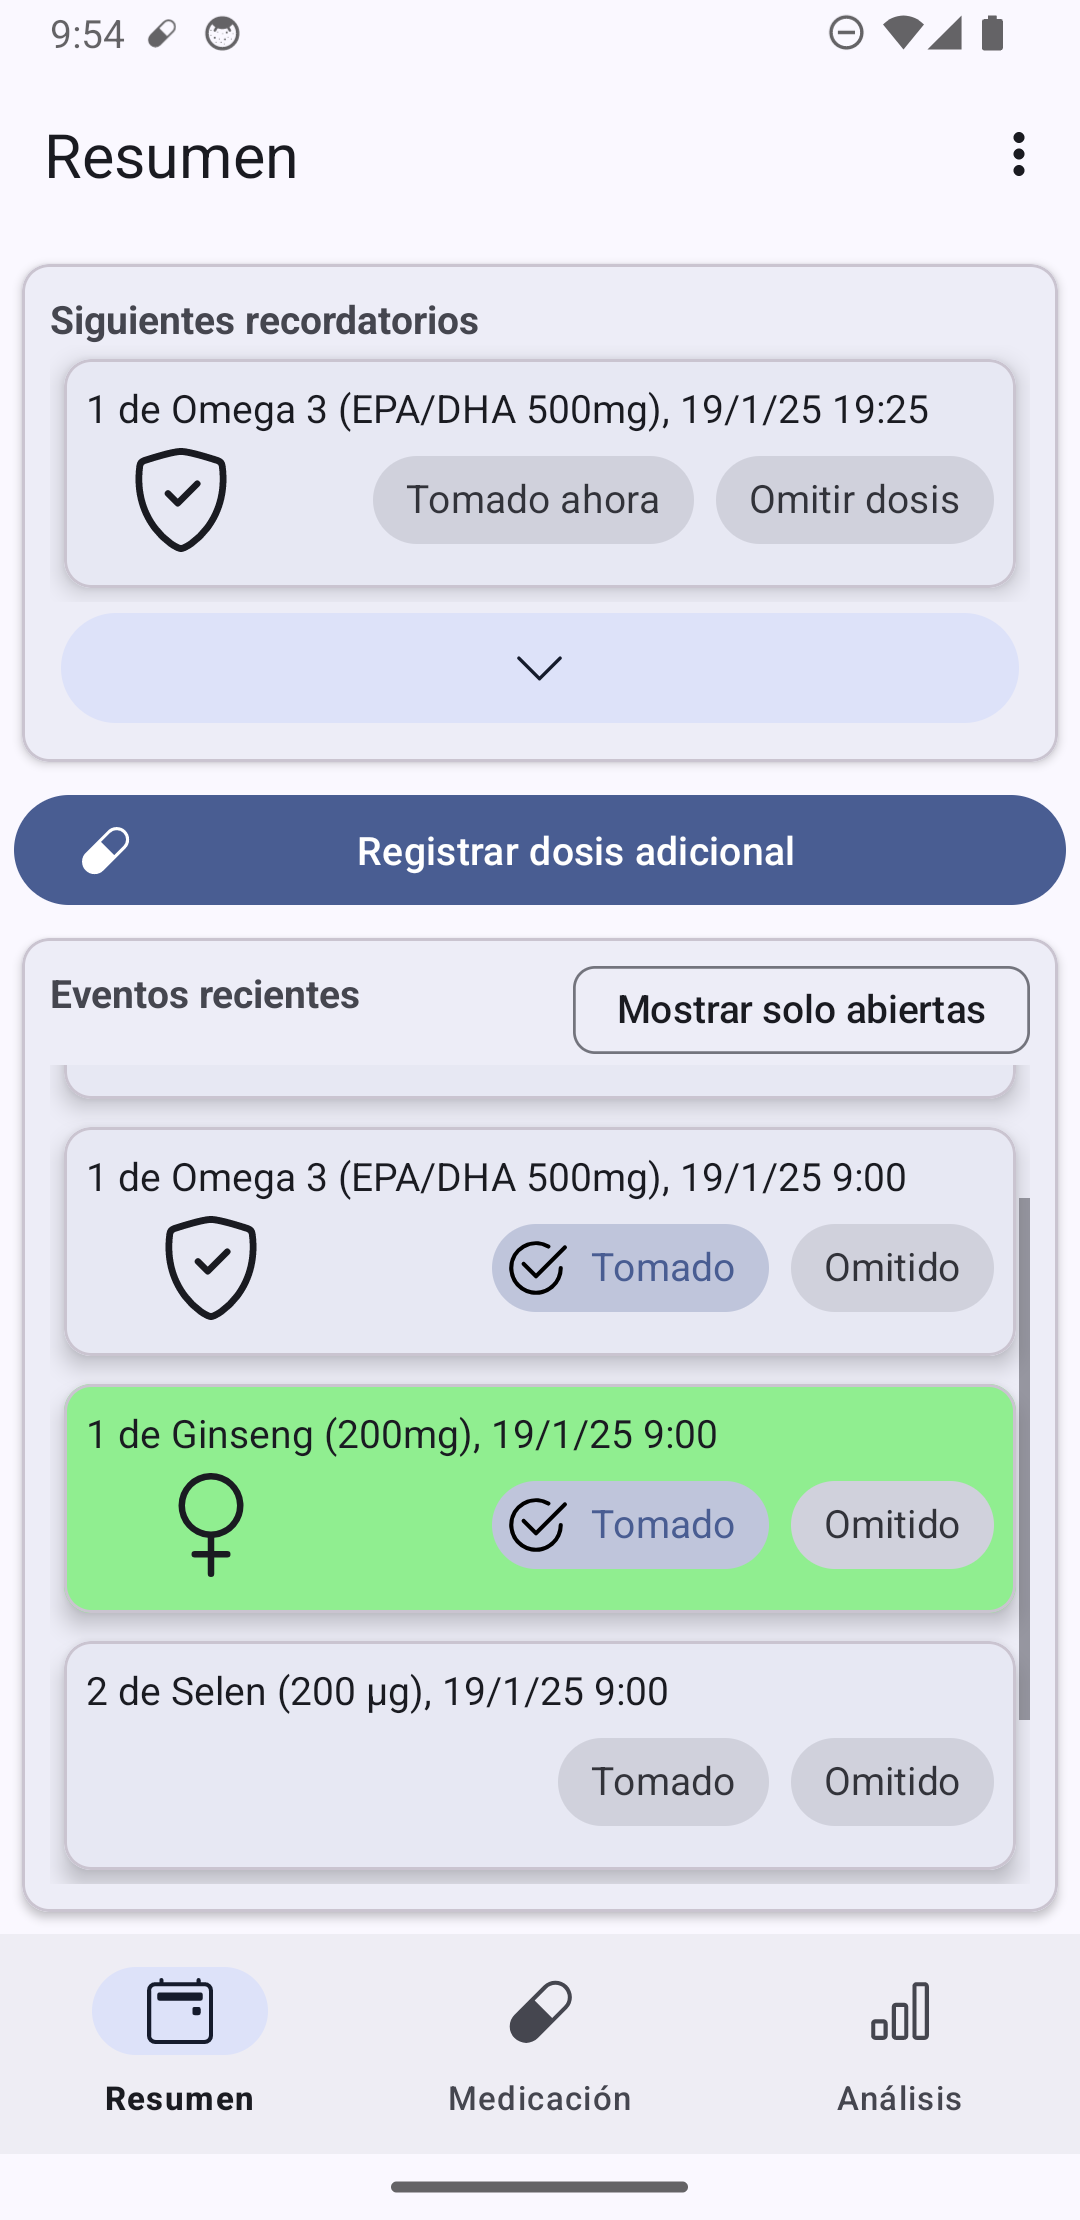 9:54
Resumen
Siguientes recordatorios
1 de Omega 3 (EPA/DHA 500mg), 19/1/25 19:25
Tomado ahora
Omitir dosis
Registrar dosis adicional
Eventos recientes
Mostrar solo abiertas
1 de Omega 3 (EPA/DHA 500mg), 19/1/25 9:00
Tomado
Omitido
1 de Ginseng (200mg), 19/1/25 9:00
Tomado
Omitido
2 de Selen (200 µg), 19/1/25 9:00
Tomado
Omitido
Resumen
Medicación
Análisis